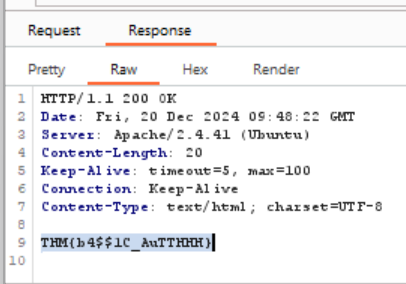 Request Response
Pretty Raw Hex Render
1 HTTP/1.1 200 OK
2 Date: Fri, 20 Dec 2024 09:48:22 GMT
3 Server: Apache/2.4.41 (Ubuntu)
4 Content-Length: 20
5 Keep-Alive: timeout=5, max=100
6 Connection: Keep-Alive
7 Content-Type: text/html; charset=UTF-8
8
9 THM{b4$$1C_AuTTHHH}
10